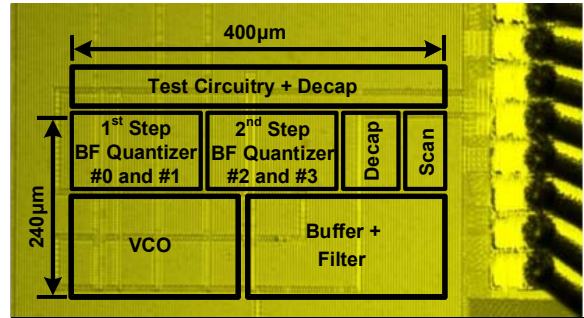 400µm
Test Circuitry + Decap
1st Step
BF Quantizer
#0 and #1
2nd Step
BF Quantizer
#2 and #3
Decap
Scan
240µm
VCO
Buffer +
Filter